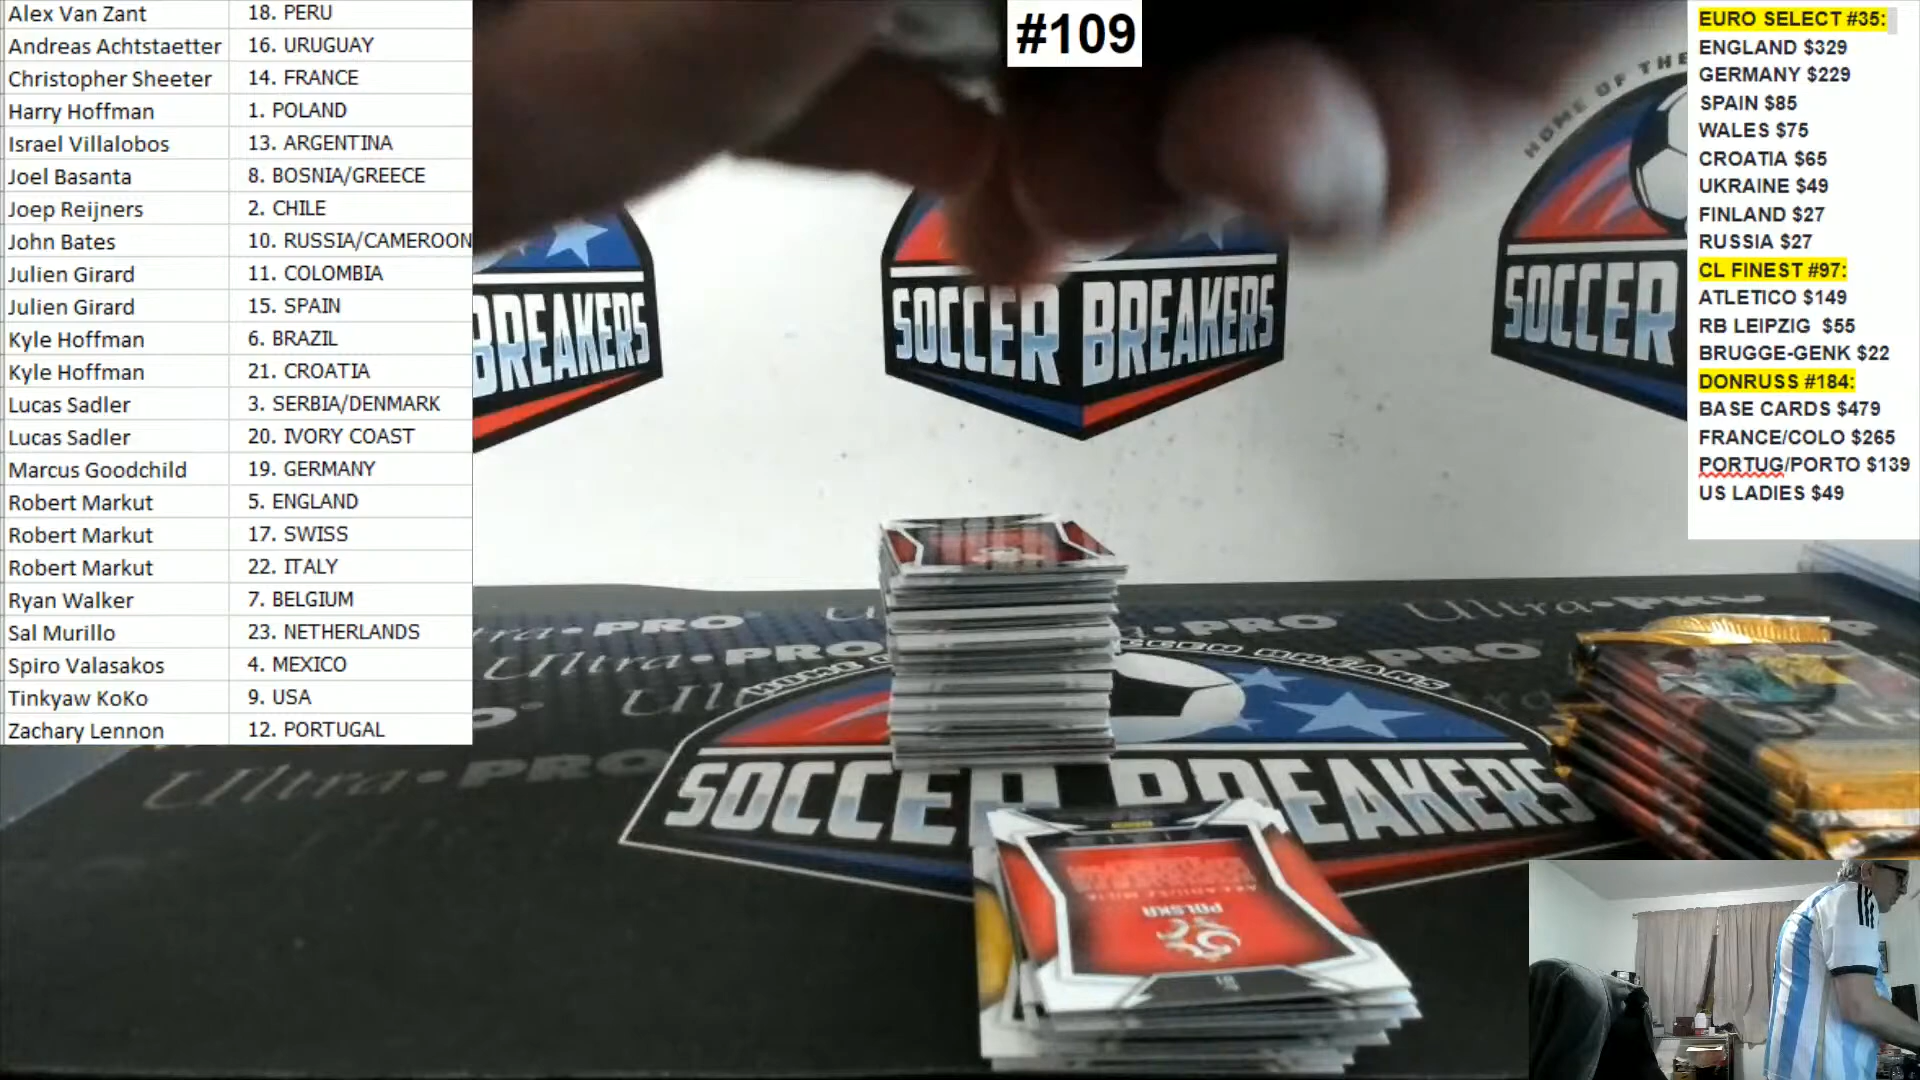 Alex Van Zant 18. PERU
Andreas Achtstaetter 16. URUGUAY
Christopher Sheeter 14. FRANCE
Harry Hoffman 1. POLAND
Israel Villalobos 13. ARGENTINA
Joel Basanta 8. BOSNIA/GREECE
Joep Reijners 2. CHILE
John Bates 10. RUSSIA/CAMEROON
Julien Girard 11. COLOMBIA
Julien Girard 15. SPAIN
Kyle Hoffman 6. BRAZIL
Kyle Hoffman 21. CROATIA
Lucas Sadler 3. SERBIA/DENMARK
Lucas Sadler 20. IVORY COAST
Marcus Goodchild 19. GERMANY
Robert Markut 5. ENGLAND
Robert Markut 17. SWISS
Robert Markut 22. ITALY
Ryan Walker 7. BELGIUM
Sal Murillo 23. NETHERLANDS
Spiro Valasakos 4. MEXICO
Tinkyaw KoKo 9. USA
Zachary Lennon 12. PORTUGAL
#109
EURO SELECT #35:
ENGLAND $329
GERMANY $229
SPAIN $85
WALES $75
CROATIA $65
UKRAINE $49
FINLAND $27
RUSSIA $27
CL FINEST #97:
ATLETICO $149
RB LEIPZIG $55
BRUGGE-GENK $22
DONRUSS #184:
BASE CARDS $479
FRANCE/COLO $265
PORTUG/PORTO $139
US LADIES $49
HOME OF THE
BREAKERS
SOCCER BREAKERS
SOCCER
Ultra•PRO
Ultra•PRO
Ultra•PRO
SOCCER BREAKERS
POLSKA